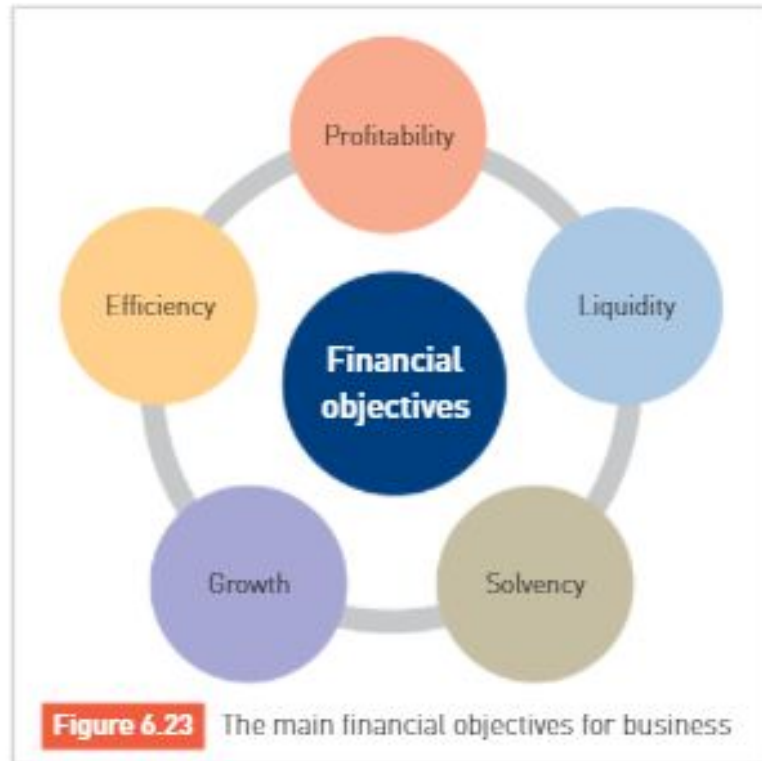 Profitability
Efficiency
Liquidity
Financial
objectives
Growth
Solvency
Figure 6.23 The main financial objectives for business